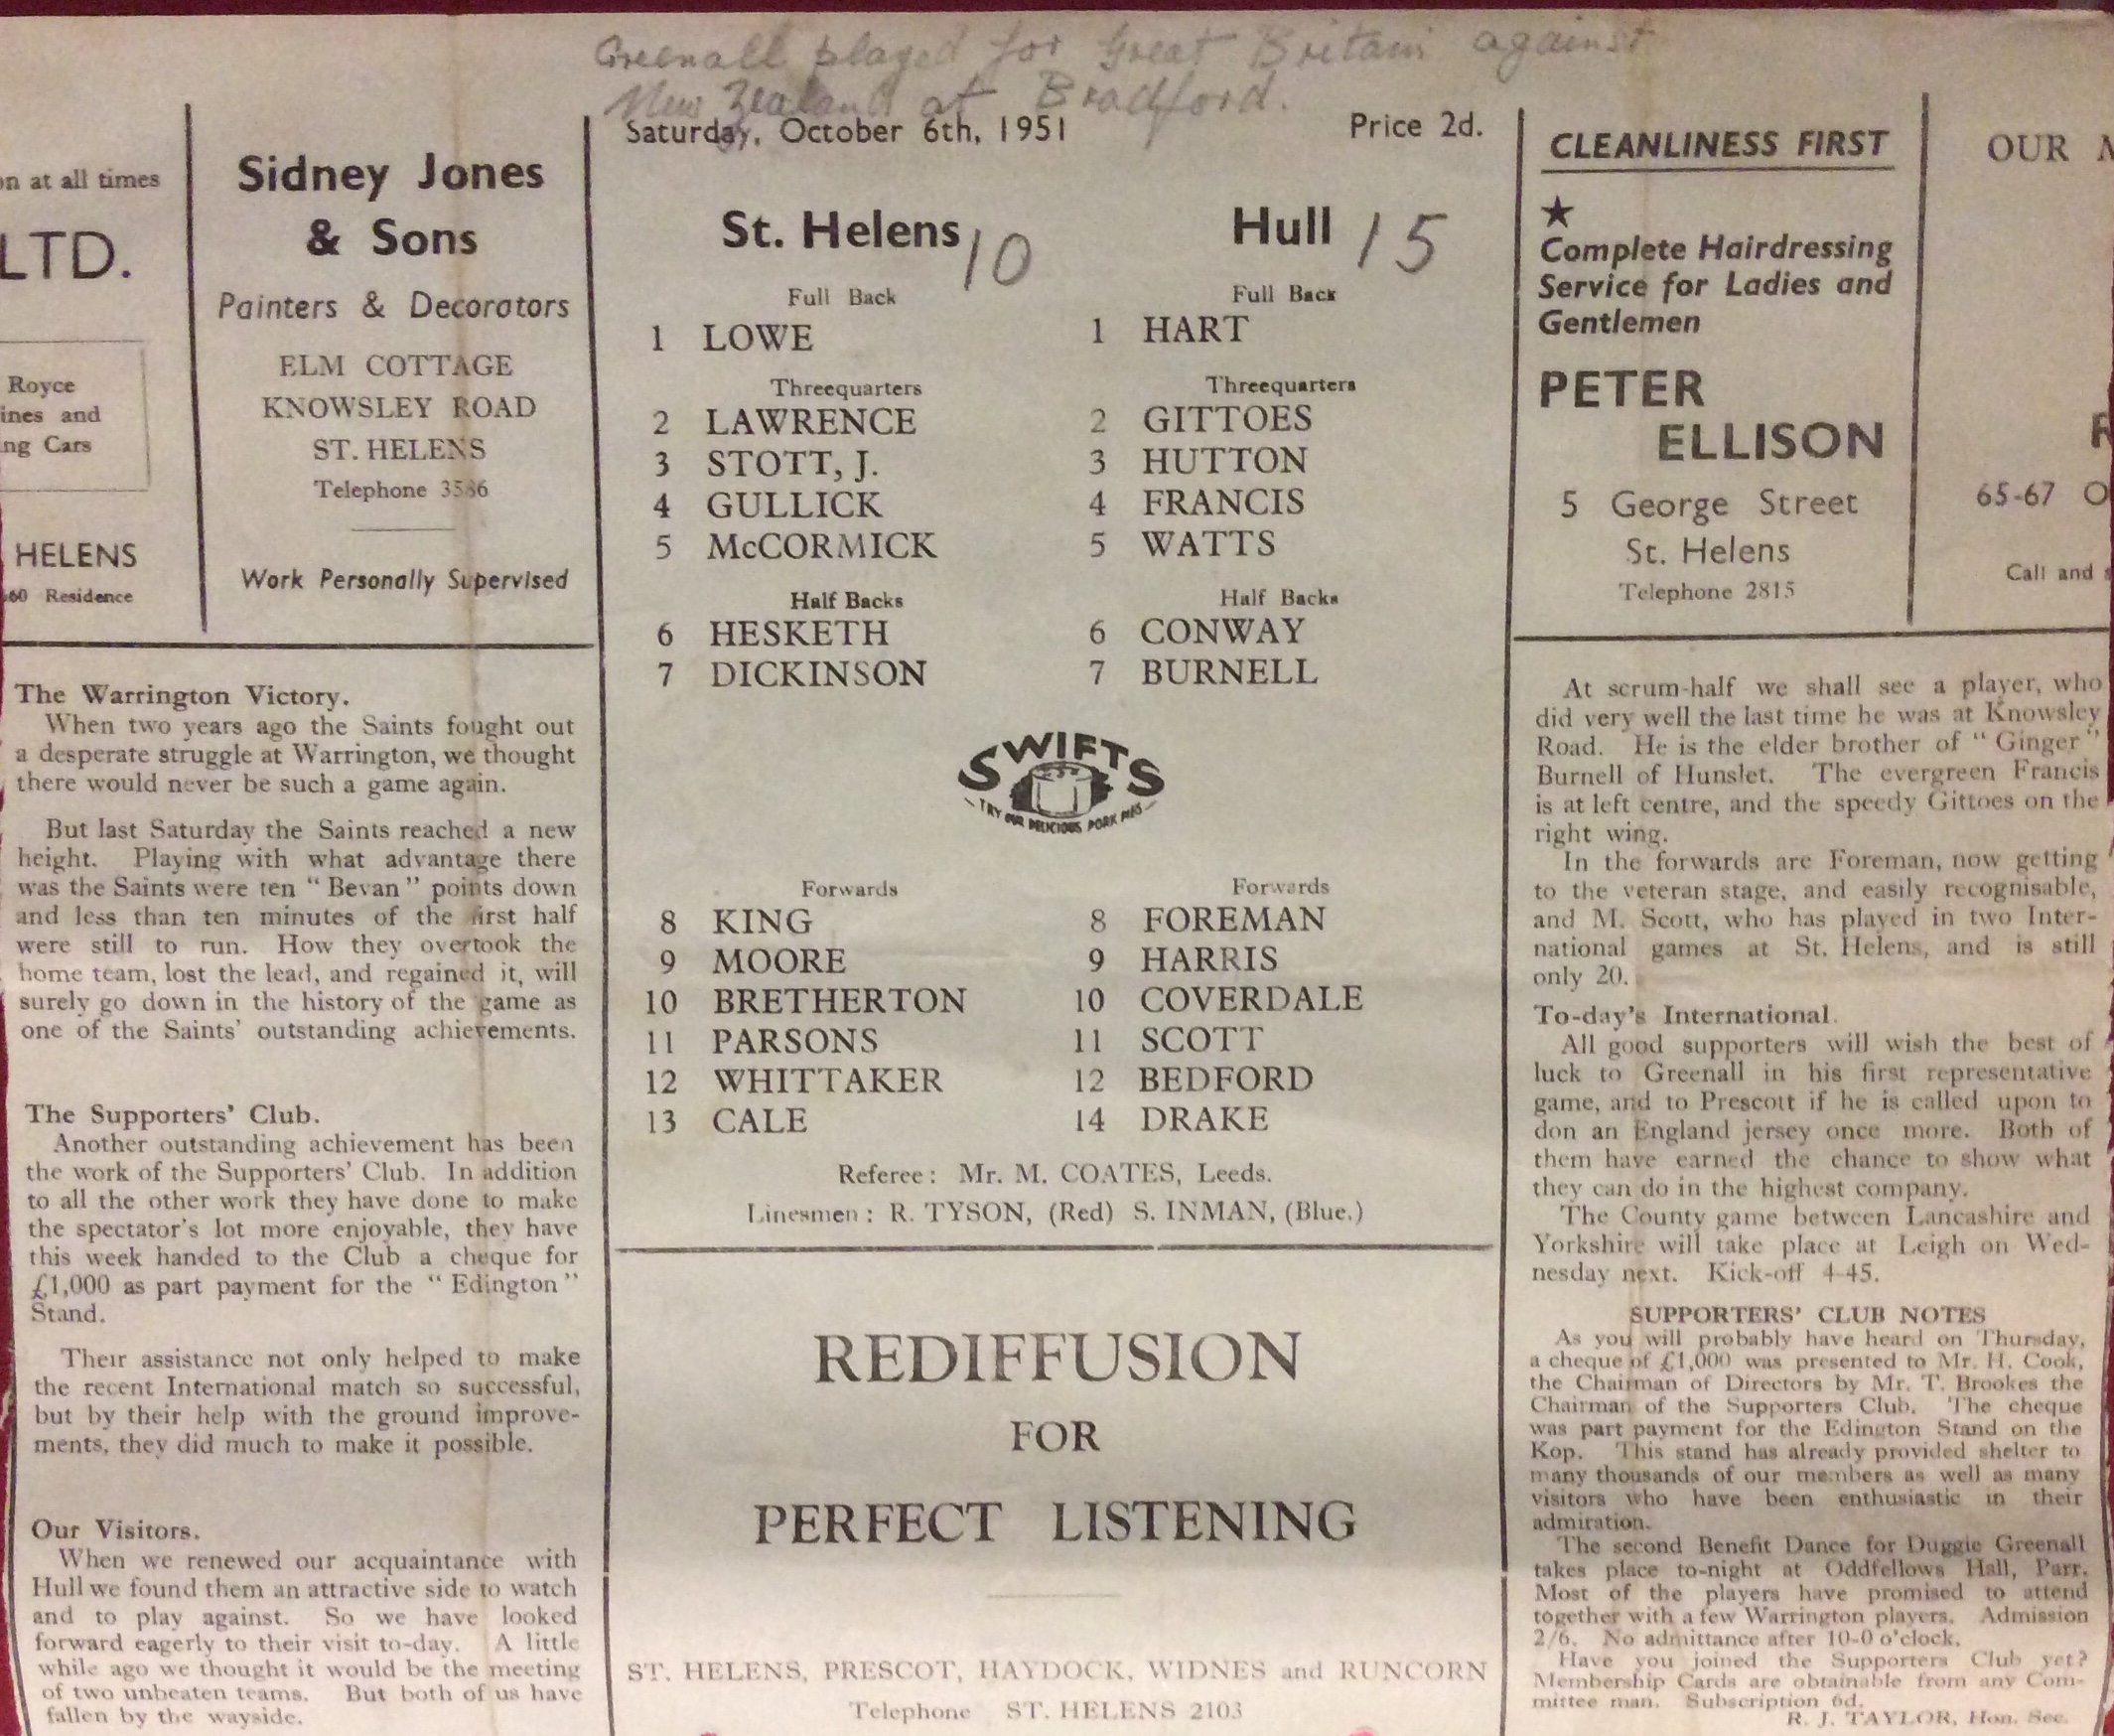 Greenall played for Great Britain against
New Zealand at Bradford.
Saturday, October 6th, 1951 Price 2d.
on at all times
LTD.
Royce
ines and
ng Cars
HELENS
60 Residence
Sidney Jones
& Sons
Painters & Decorators
ELM COTTAGE
KNOWSLEY ROAD
ST. HELENS
Telephone
Work Personally Supervised
The Warrington Victory.
When two years ago the Saints fought out
a desperate struggle at Warrington, we thought
there would never be such a game again.
But last Saturday the Saints reached a new
height. Playing with what advantage there
was the Saints were ten “ Bevan ” points down
and less than ten minutes of the first half
were still to run. How they overtook the
home team, lost the lead, and regained it, will
surely go down in the history of the game as
one of the Saints' outstanding achievements.
The Supporters' Club.
Another outstanding achievement has been
the work of the Supporters' Club. In addition
to all the other work they have done to make
the spectator's lot more enjoyable, they have
this week handed to the Club a cheque for
£1,000 as part payment for the “ Edington ”
Stand.
Their assistance not only helped to make
the recent International match so successful,
but by their help with the ground improve-
ments, they did much to make it possible.
Our Visitors.
When we renewed our acquaintance with
Hull we found them an attractive side to watch
and to play against. So we have looked
forward eagerly to their visit to-day. A little
while ago we thought it would be the meeting
of two unbeaten teams. But both of us have
fallen by the wayside.
St. Helens 10 Hull 15
Full Back Full Back
1 LOWE 1 HART
Threequarters Threequarters
2 LAWRENCE 2 GITTOES
3 STOTT, J. 3 HUTTON
4 GULLICK 4 FRANCIS
5 McCORMICK 5 WATTS
Half Backs Half Backs
6 HESKETH 6 CONWAY
7 DICKINSON 7 BURNELL
SWIFTS
TRY OUR DELICIOUS PORK PIES
Forwards Forwards
8 KING 8 FOREMAN
9 MOORE 9 HARRIS
10 BRETHERTON 10 COVERDALE
11 PARSONS 11 SCOTT
12 WHITTAKER 12 BEDFORD
13 CALE 14 DRAKE
Referee : Mr. M. COATES, Leeds.
Linesmen : R. TYSON, (Red) S. INMAN, (Blue.)
REDIFFUSION
FOR
PERFECT LISTENING
ST. HELENS, PRESCOT, HAYDOCK, WIDNES and RUNCORN
Telephone ST. HELENS 2103
CLEANLINESS FIRST
★
Complete Hairdressing
Service for Ladies and
Gentlemen
PETER
ELLISON
5 George Street
St. Helens
Telephone 2815
OUR
65-67 O
Call and
At scrum-half we shall see a player, who
did very well the last time he was at Knowsley
Road. He is the elder brother of “ Ginger ”
Burnell of Hunslet. The evergreen Francis
is at left centre, and the speedy Gittoes on the
right wing.
In the forwards are Foreman, now getting
to the veteran stage, and easily recognisable,
and M. Scott, who has played in two Inter-
national games at St. Helens, and is still
only 20.
To-day's International.
All good supporters will wish the best of
luck to Greenall in his first representative
game, and to Prescott if he is called upon to
don an England jersey once more. Both of
them have earned the chance to show what
they can do in the highest company.
The County game between Lancashire and
Yorkshire will take place at Leigh on Wed-
nesday next. Kick-off 4-45.
SUPPORTERS' CLUB NOTES
As you will probably have heard on Thursday,
a cheque of £1,000 was presented to Mr. H. Cook,
the Chairman of Directors by Mr. T. Brookes the
Chairman of the Supporters Club. The cheque
was part payment for the Edington Stand on the
Kop. This stand has already provided shelter to
many thousands of our members as well as many
visitors who have been enthusiastic in their
admiration.
The second Benefit Dance for Duggie Greenall
takes place to-night at Oddfellows Hall, Parr.
Most of the players have promised to attend
together with a few Warrington players. Admission
2/6. No admittance after 10-0 o'clock.
Have you joined the Supporters Club yet?
Membership Cards are obtainable from any Com-
mittee man. Subscription 6d.
R. J. TAYLOR, Hon. Sec.